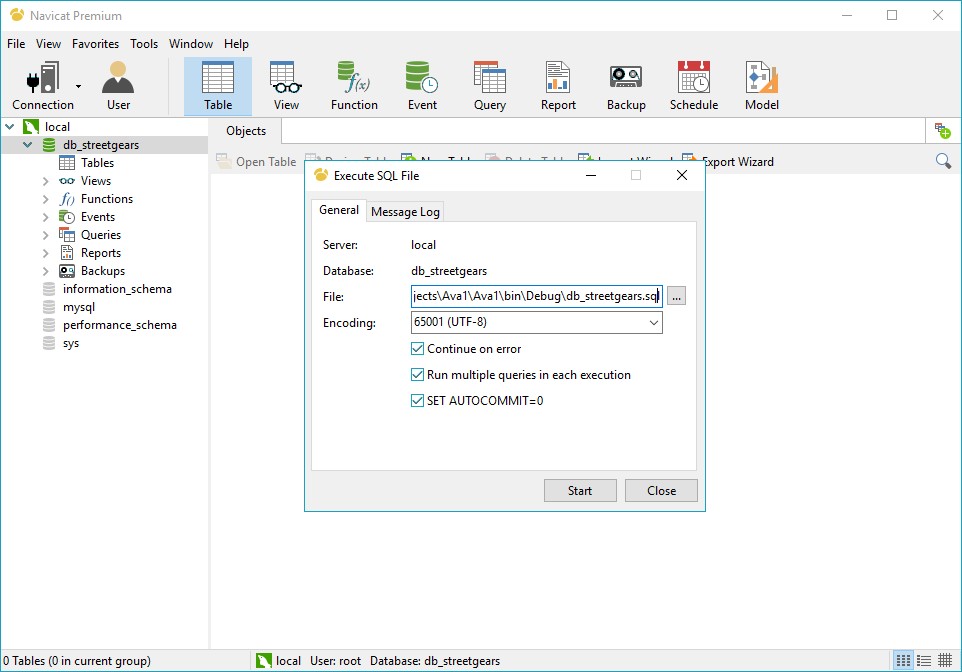 Navicat Premium
File View Favorites Tools Window Help
Connection User Table View Function Event Query Report Backup Schedule Model
local
db_streetgears
Tables
Views
Functions
Events
Queries
Reports
Backups
information_schema
mysql
performance_schema
sys
Objects
Open Table Export Wizard
Execute SQL File
General Message Log
Server: local
Database: db_streetgears
File: jects\Ava1\Ava1\bin\Debug\db_streetgears.sql ...
Encoding: 65001 (UTF-8)
Continue on error
Run multiple queries in each execution
SET AUTOCOMMIT=0
Start Close
0 Tables (0 in current group) local User: root Database: db_streetgears